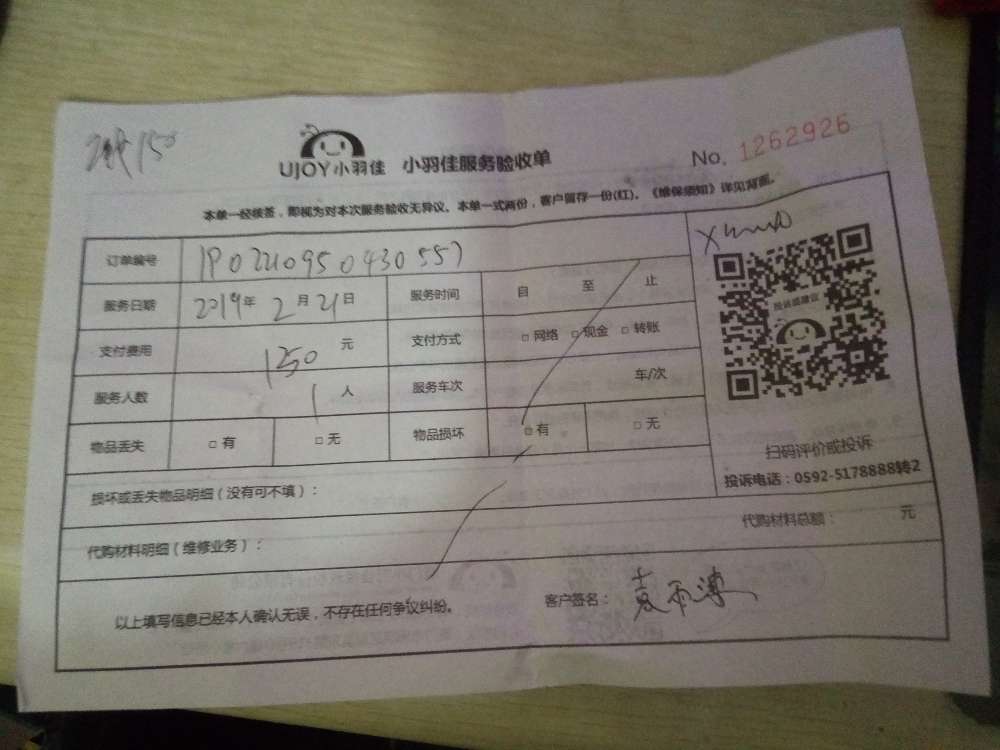 150
UJOY小羽佳 小羽佳服务验收单 No. 1262926
本单一经核签，即视为对本次服务验收无异议。本单一式两份，客户留存一份(红)。《维保须知》详见背面。
订单编号
服务日期 2019年 2月21日 服务时间 自 至 止
支付费用 150 元 支付方式 □网络 □现金 □转账
服务人数 1 人 服务车次 车/次
物品丢失 □有 □无 物品损坏 □有 □无
投诉或建议
扫码评价或投诉
投诉电话：0592-5178888转2
损坏或丢失物品明细（没有可不填）：
代购材料明细（维修业务）： 代购材料总额： 元
以上填写信息已经本人确认无误，不存在任何争议纠纷。 客户签名：